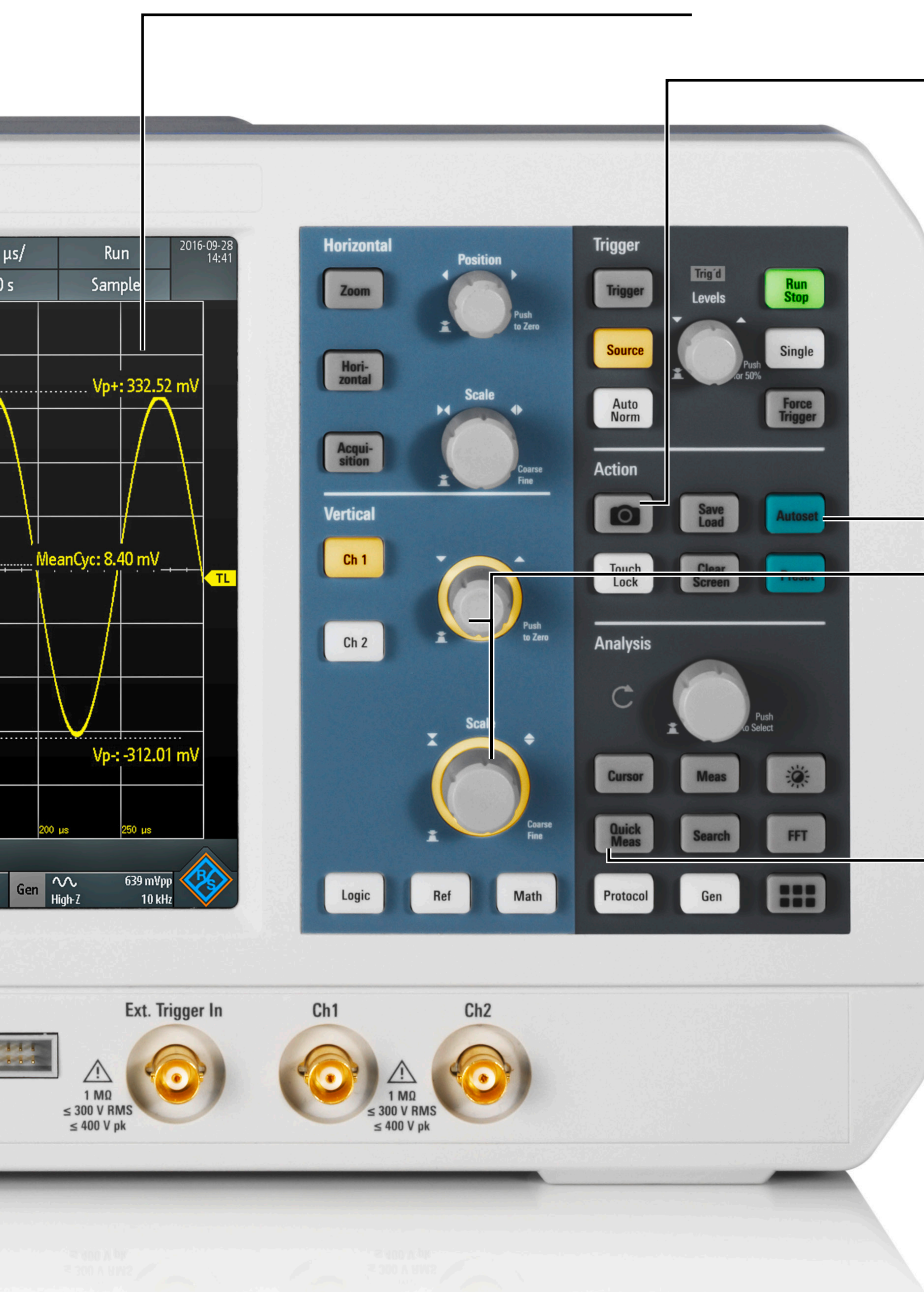 µs/
Run
2016-09-28
14:41
0 s
Sample
Vp+: 332.52 mV
MeanCyc: 8.40 mV
TL
Vp-: -312.01 mV
200 µs
250 µs
Gen
High-Z
639 mVpp
10 kHz
R&S
Horizontal
Position
Zoom
Push
to Zero
Hori-
zontal
Scale
Acqui-
sition
Coarse
Fine
Vertical
Ch 1
Push
to Zero
Ch 2
Scale
Coarse
Fine
Logic
Ref
Math
Trigger
Trigger
Trig'd
Levels
Run
Stop
Source
Push
for 50%
Single
Auto
Norm
Force
Trigger
Action
Save
Load
Autoset
Touch
Lock
Clear
Screen
Preset
Analysis
Push
to Select
Cursor
Meas
Quick
Meas
Search
FFT
Protocol
Gen
Ext. Trigger In
Ch1
Ch2
1 MΩ
≤ 300 V RMS
≤ 400 V pk
1 MΩ
≤ 300 V RMS
≤ 400 V pk